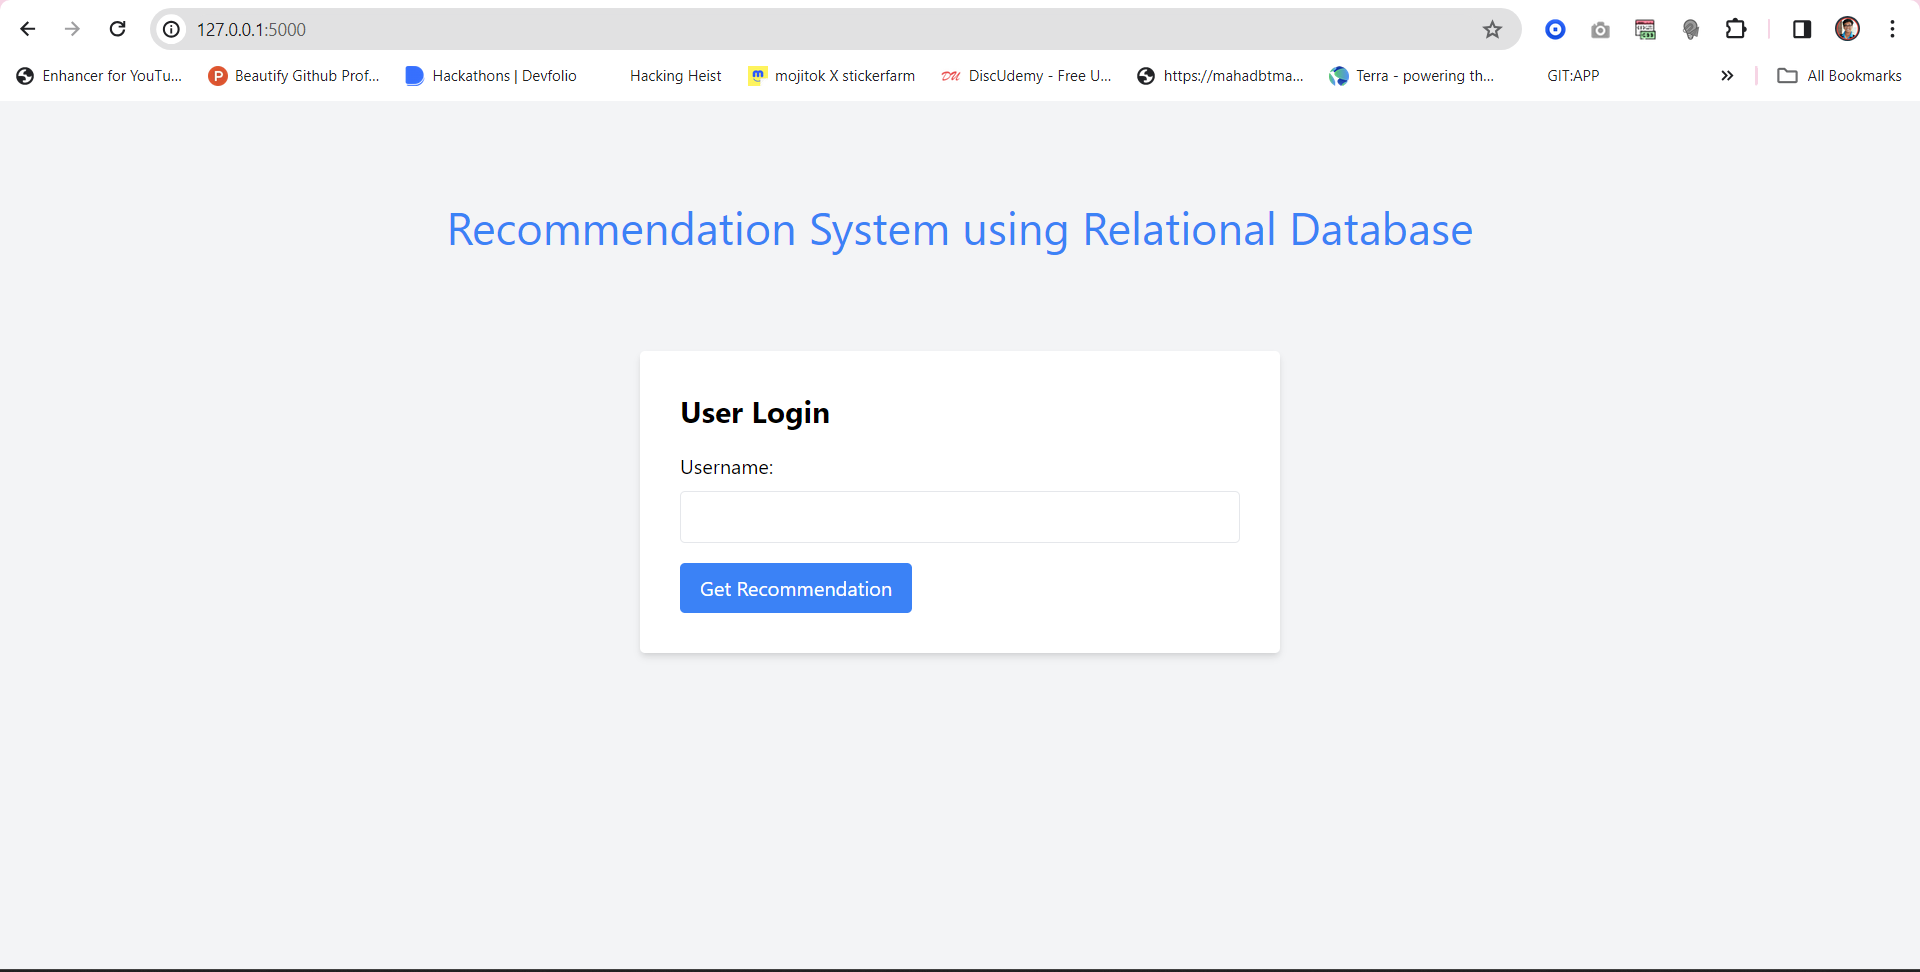 127.0.0.1:5000
Enhancer for YouTu... Beautify Github Prof... Hackathons | Devfolio Hacking Heist mojitok X stickerfarm DU DiscUdemy - Free U... https://mahadbtma... Terra - powering th... GIT:APP All Bookmarks
Recommendation System using Relational Database
User Login
Username:
Get Recommendation